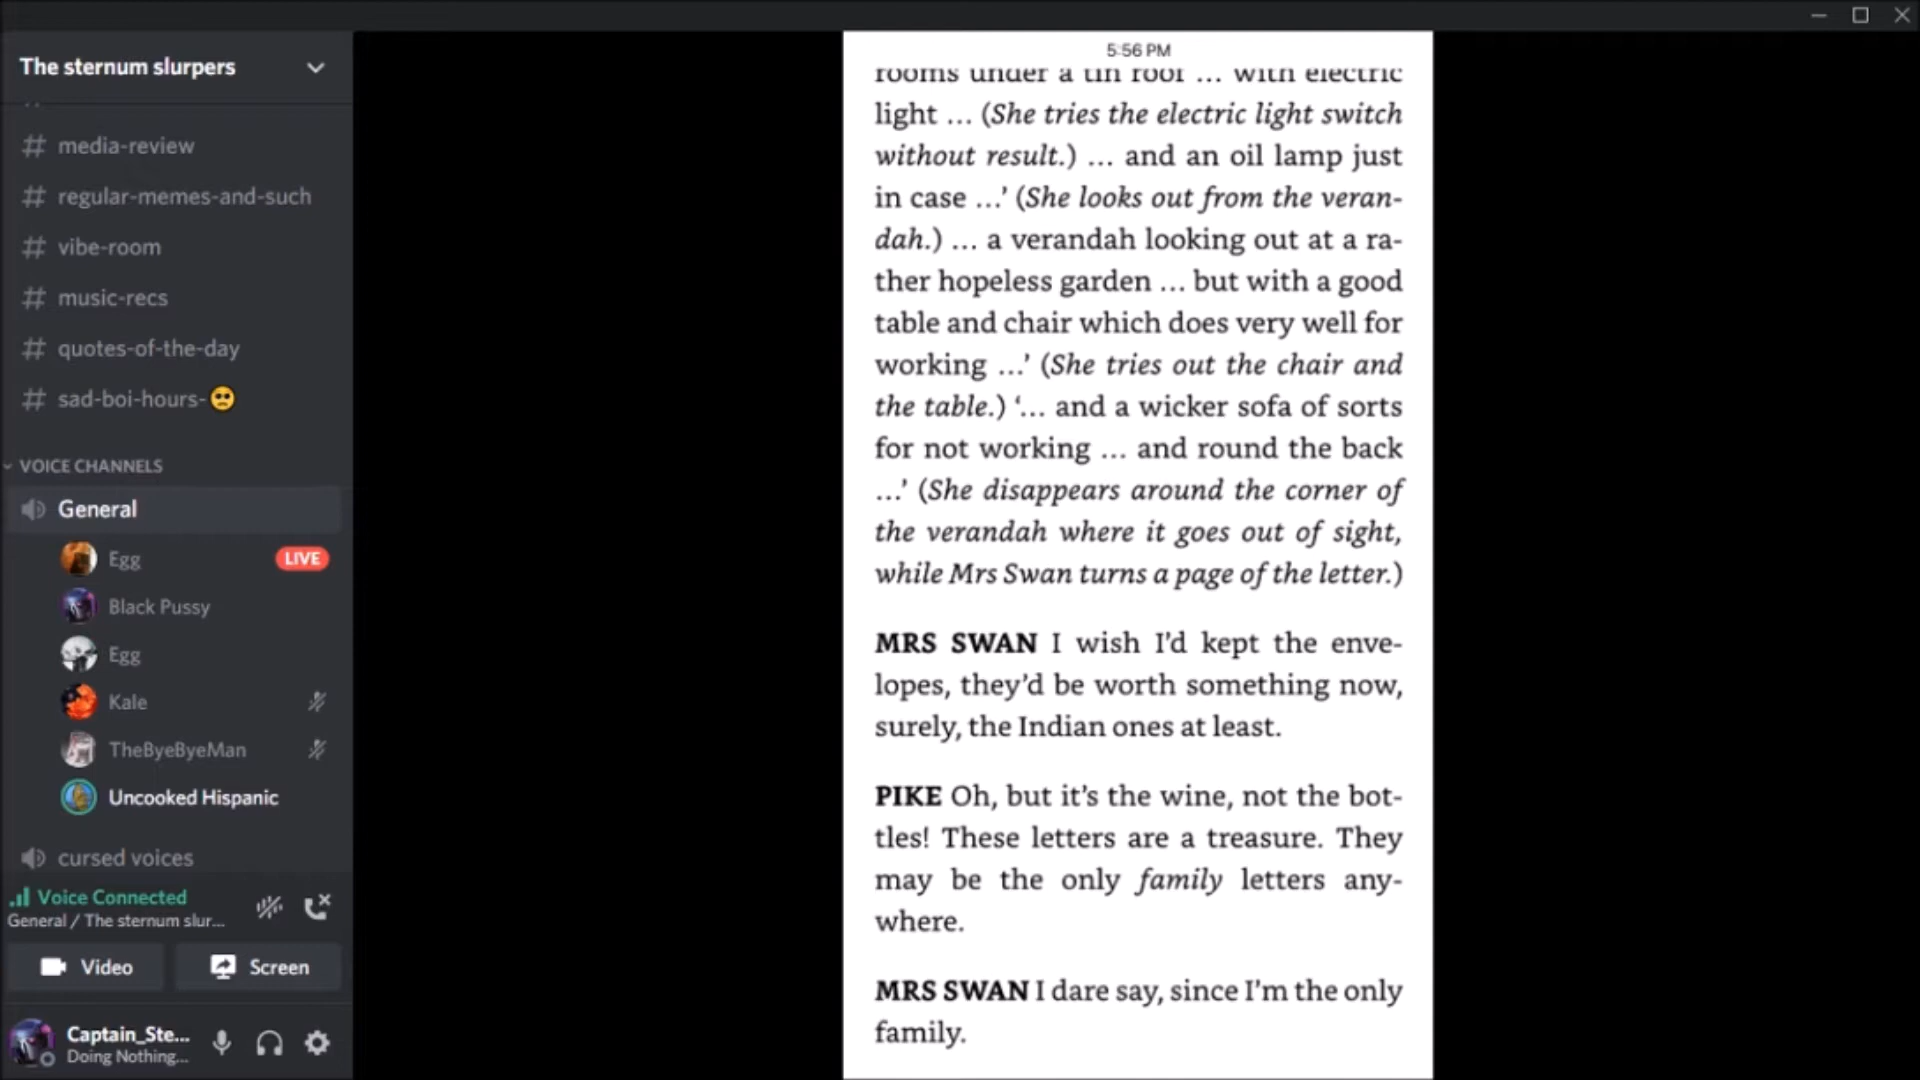 The sternum slurpers
media-review
regular-memes-and-such
vibe-room
music-recs
quotes-of-the-day
sad-boi-hours-🥺
VOICE CHANNELS
General
Egg LIVE
Black Pussy
Egg
Kale
TheByeByeMan
Uncooked Hispanic
cursed voices
Voice Connected
General / The sternum slur...
Video Screen
Captain_Ste...
Doing Nothing...
5:56 PM
rooms under a tin roof … with electric
light … (She tries the electric light switch
without result.) … and an oil lamp just
in case …’ (She looks out from the veran-
dah.) … a verandah looking out at a ra-
ther hopeless garden … but with a good
table and chair which does very well for
working …’ (She tries out the chair and
the table.) ‘… and a wicker sofa of sorts
for not working … and round the back
…’ (She disappears around the corner of
the verandah where it goes out of sight,
while Mrs Swan turns a page of the letter.)
MRS SWAN I wish I’d kept the enve-
lopes, they’d be worth something now,
surely, the Indian ones at least.
PIKE Oh, but it’s the wine, not the bot-
tles! These letters are a treasure. They
may be the only family letters any-
where.
MRS SWAN I dare say, since I’m the only
family.